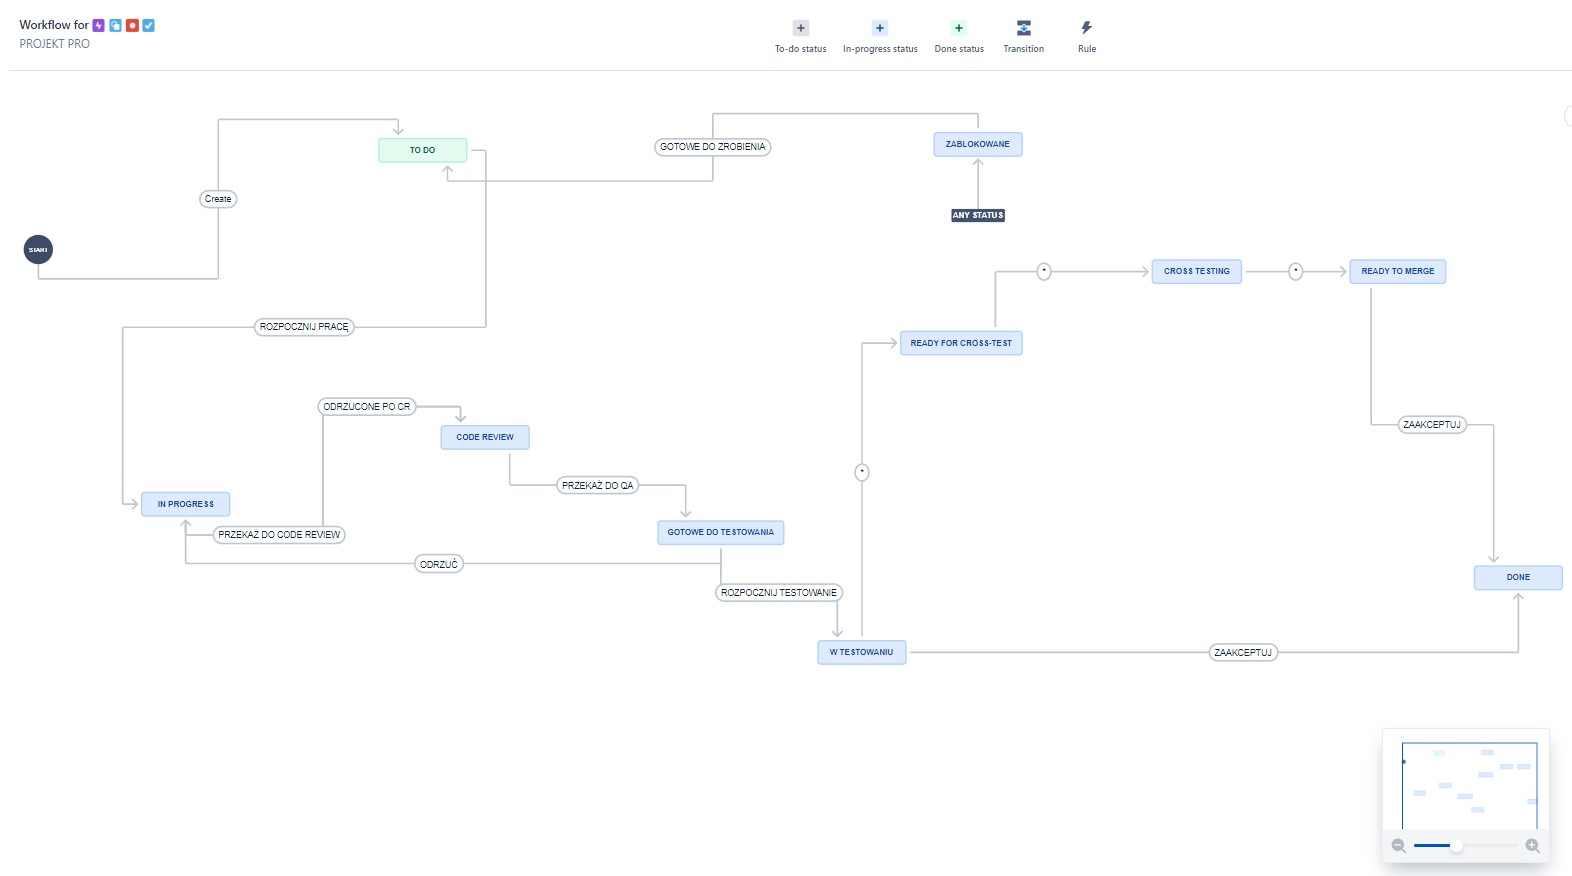 Workflow for
PROJEKT PRO
To-do status
In-progress status
Done status
Transition
Rule
TO DO
GOTOWE DO ZROBIENIA
ZABLOKOWANE
Create
ANY STATUS
START
CROSS TESTING
READY TO MERGE
ROZPOCZNIJ PRACĘ
READY FOR CROSS-TEST
ODRZUCONE PO CR
ZAAKCEPTUJ
CODE REVIEW
PRZEKAŻ DO QA
IN PROGRESS
PRZEKAŻ DO CODE REVIEW
GOTOWE DO TESTOWANIA
ODRZUĆ
DONE
ROZPOCZNIJ TESTOWANIE
W TESTOWANIU
ZAAKCEPTUJ